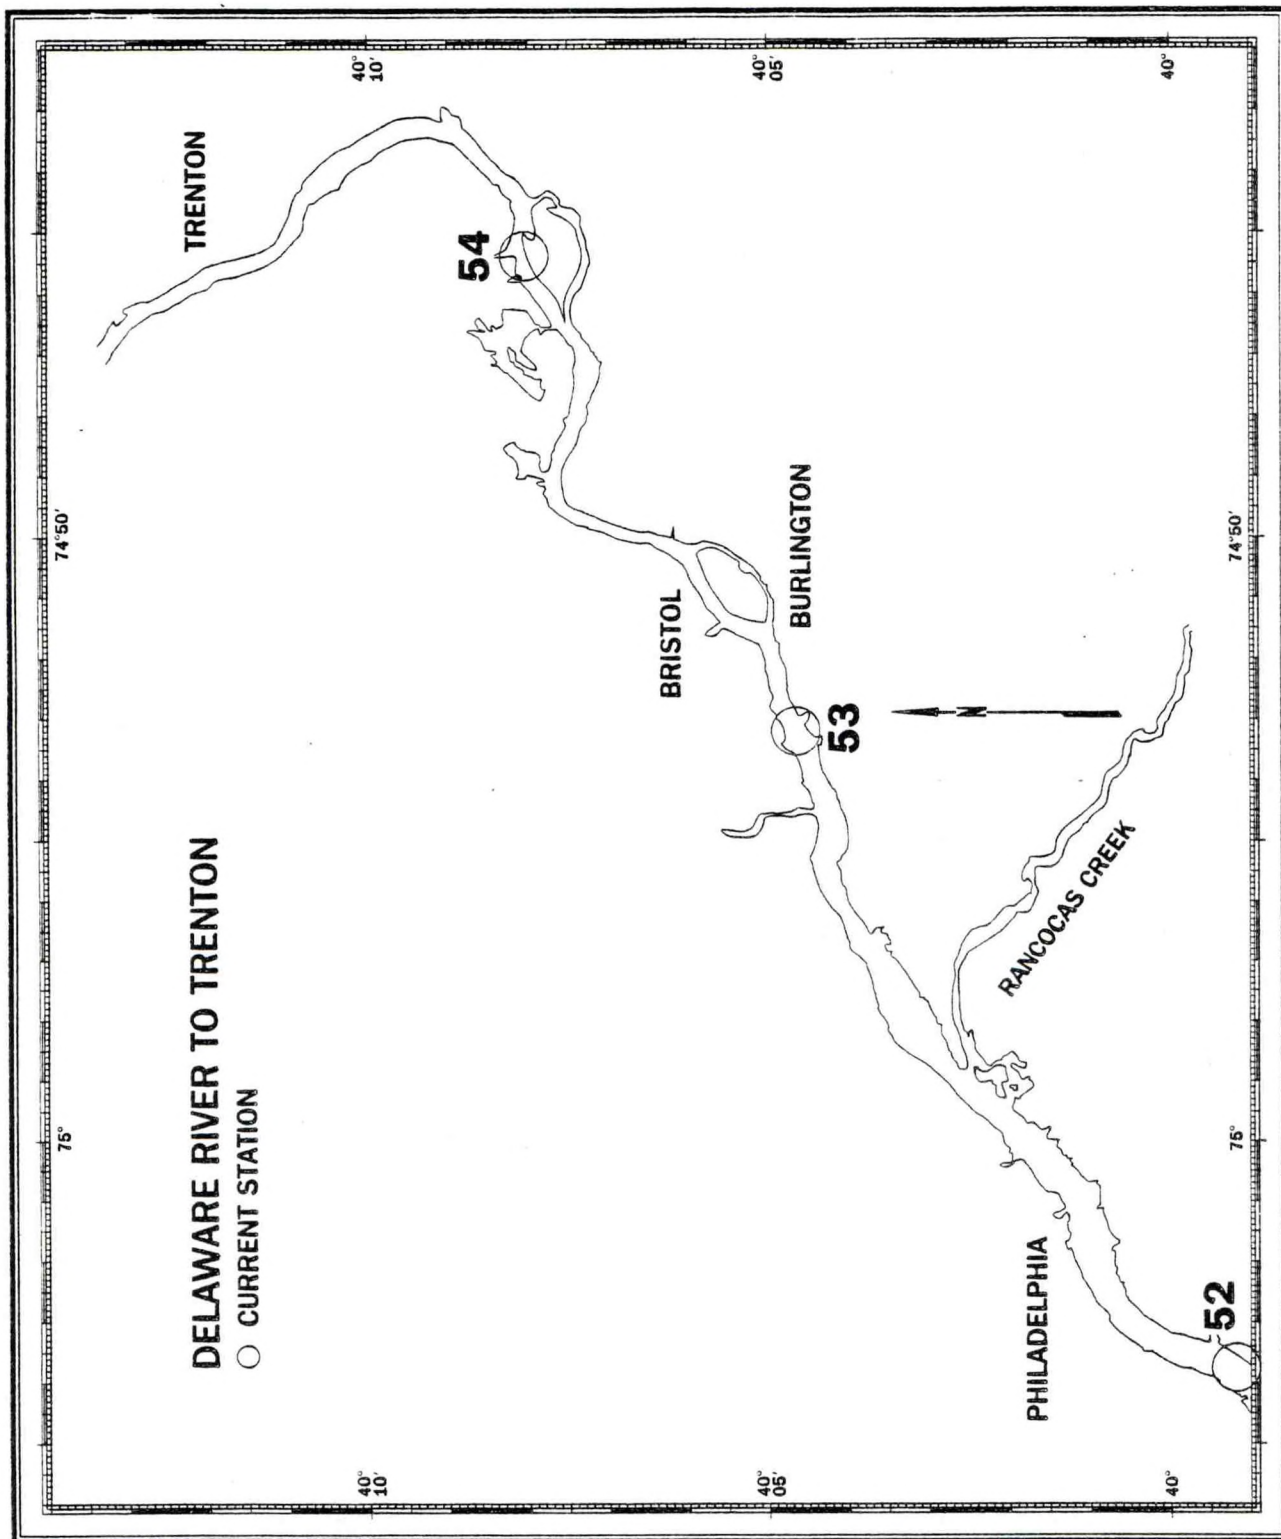 75°
74°50'
DELAWARE RIVER TO TRENTON
TRENTON
CURRENT STATION
40°
10'
40°
10'
54
BRISTOL
40°
05'
40°
05'
BURLINGTON
53
N
PHILADELPHIA
RANCOCAS CREEK
40°
40°
52
75°
74°50'